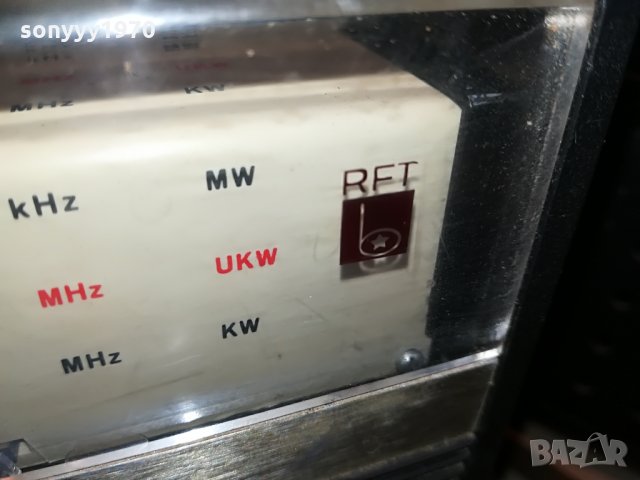 sonyyy1970
MHz KW
RFT
kHz MW
MHz UKW
MHz KW
BAZAR